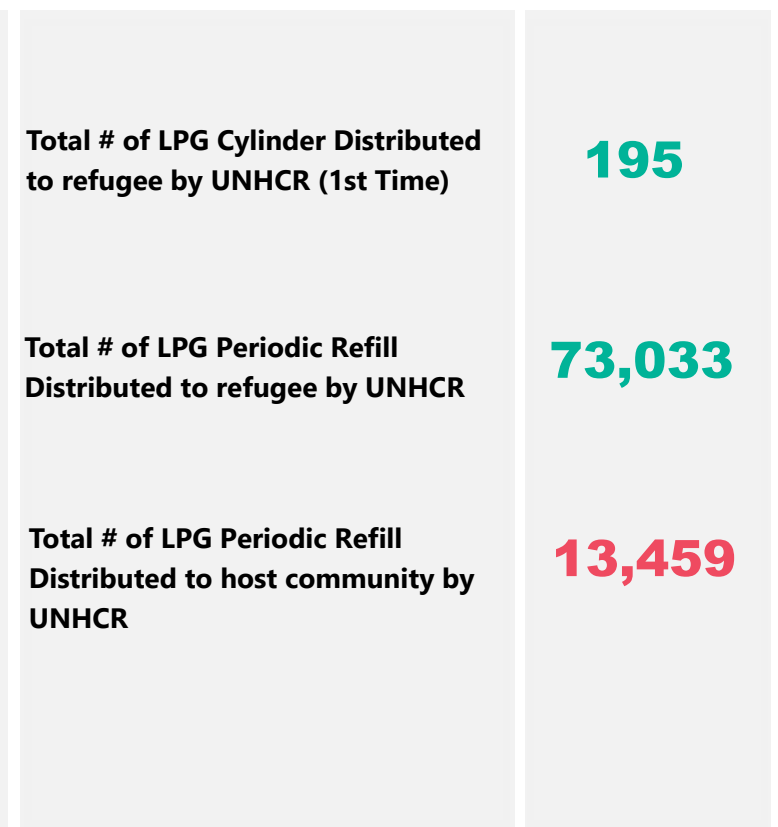 Total # of LPG Cylinder Distributed
to refugee by UNHCR (1st Time)
195
Total # of LPG Periodic Refill
Distributed to refugee by UNHCR
73,033
Total # of LPG Periodic Refill
Distributed to host community by
UNHCR
13,459